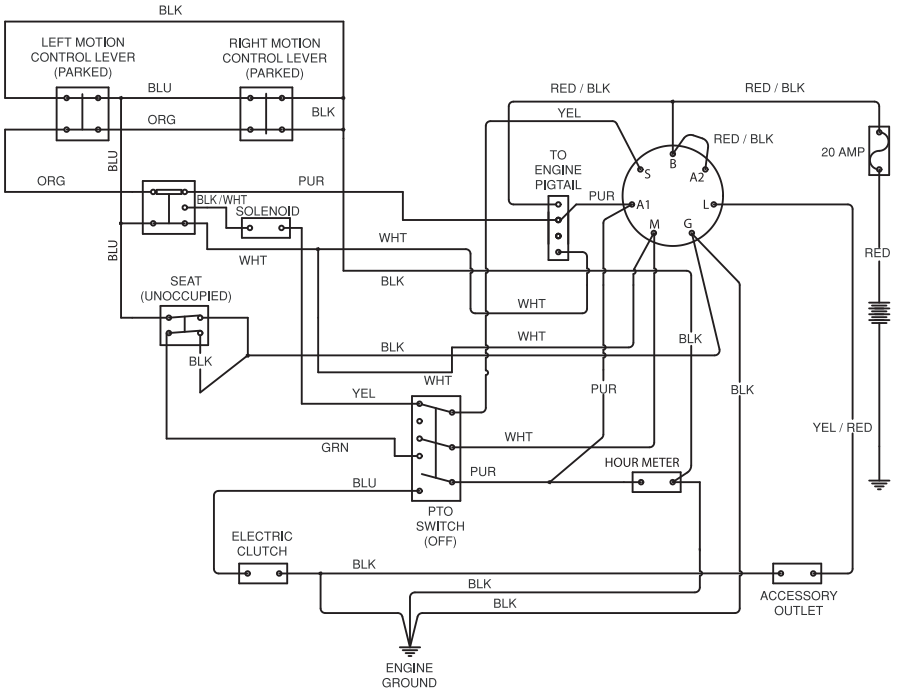 BLK
LEFT MOTION
CONTROL LEVER
(PARKED)
RIGHT MOTION
CONTROL LEVER
(PARKED)
BLU
BLK
ORG
RED / BLK
RED / BLK
YEL
RED / BLK
20 AMP
B
S
A2
A1
L
M
G
TO
ENGINE
PIGTAIL
PUR
BLU
ORG
PUR
BLK/WHT
SOLENOID
WHT
WHT
BLU
BLK
RED
SEAT
(UNOCCUPIED)
WHT
WHT
BLK
BLK
BLK
WHT
YEL
PUR
BLK
YEL / RED
GRN
WHT
HOUR METER
PUR
BLU
PTO
SWITCH
(OFF)
ELECTRIC
CLUTCH
BLK
BLK
BLK
ACCESSORY
OUTLET
ENGINE
GROUND